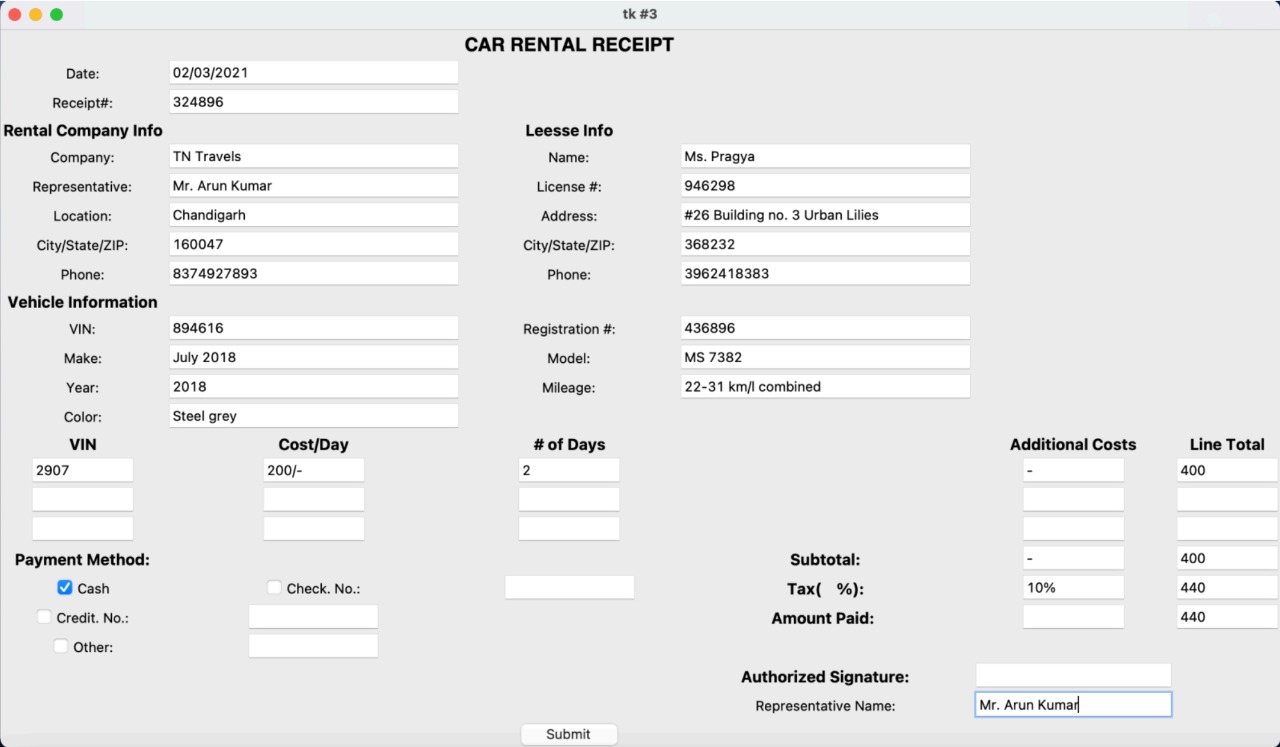 tk #3
CAR RENTAL RECEIPT
Date: 02/03/2021
Receipt#: 324896
Rental Company Info Leesse Info
Company: TN Travels Name: Ms. Pragya
Representative: Mr. Arun Kumar License #: 946298
Location: Chandigarh Address: #26 Building no. 3 Urban Lilies
City/State/ZIP: 160047 City/State/ZIP: 368232
Phone: 8374927893 Phone: 3962418383
Vehicle Information
VIN: 894616 Registration #: 436896
Make: July 2018 Model: MS 7382
Year: 2018 Mileage: 22-31 km/l combined
Color: Steel grey
VIN Cost/Day # of Days Additional Costs Line Total
2907 200/- 2 - 400
Payment Method: Subtotal: - 400
Cash Check. No.: Tax( %): 10% 440
Credit. No.: Amount Paid: 440
Other:
Authorized Signature:
Representative Name: Mr. Arun Kumar
Submit